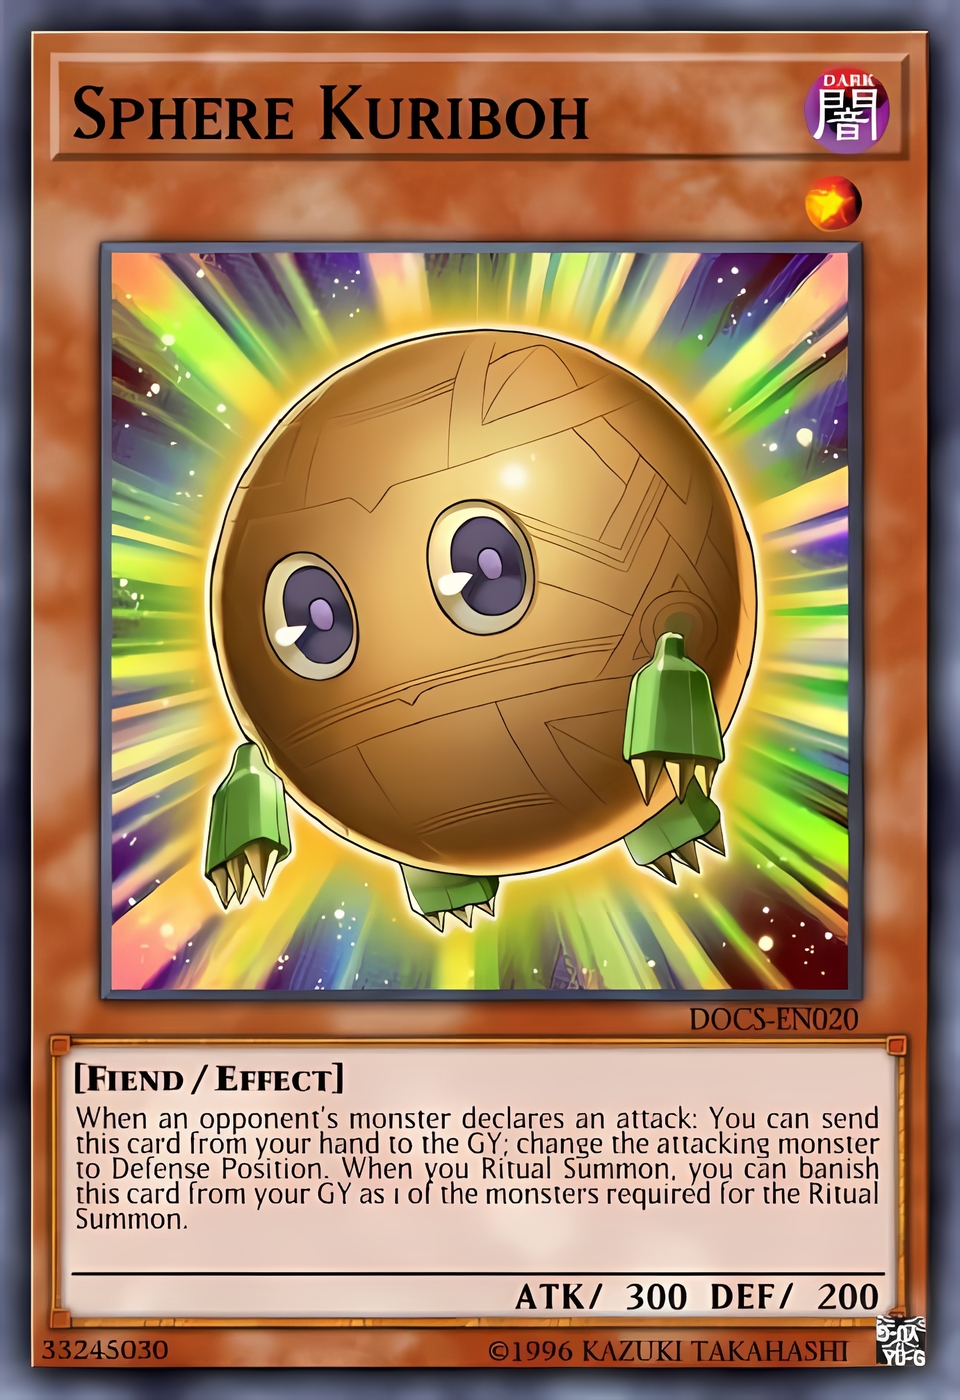 SPHERE KURIBOH
DARK
闇
DOCS-EN020
[FIEND / EFFECT]
When an opponent's monster declares an attack: You can send
this card from your hand to the GY; change the attacking monster
to Defense Position. When you Ritual Summon, you can banish
this card from your GY as 1 of the monsters required for the Ritual
Summon.
ATK/ 300 DEF/ 200
33245030
©1996 KAZUKI TAKAHASHI